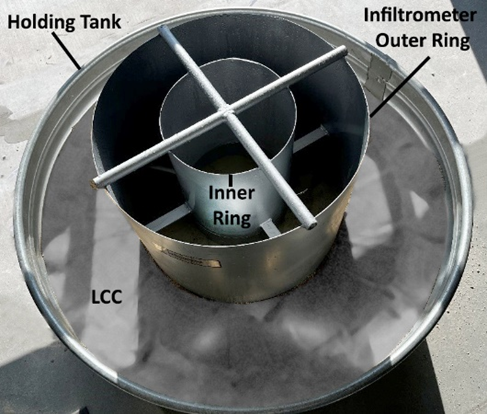 Holding Tank
Infiltrometer
Outer Ring
Inner
Ring
LCC